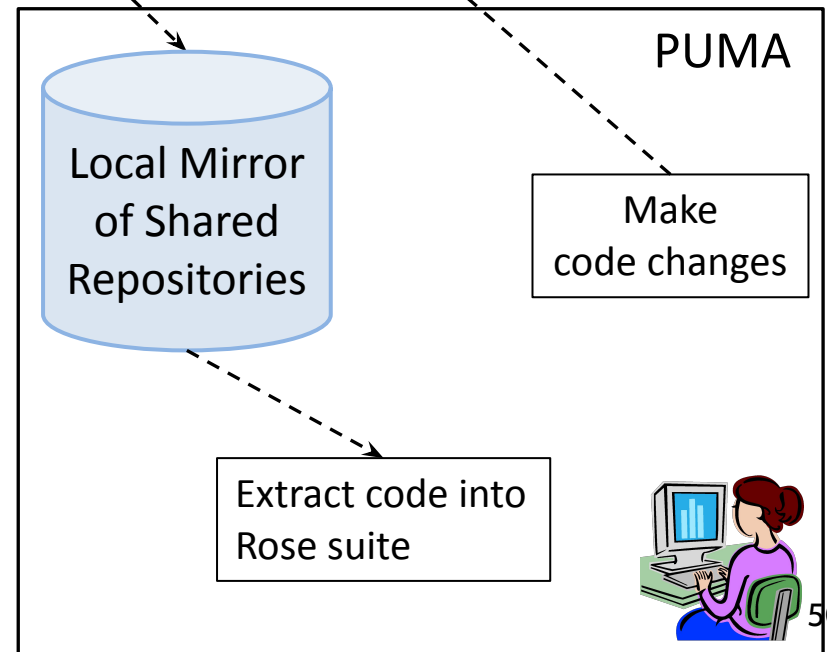 PUMA
Local Mirror
of Shared
Repositories
Make
code changes
Extract code into
Rose suite